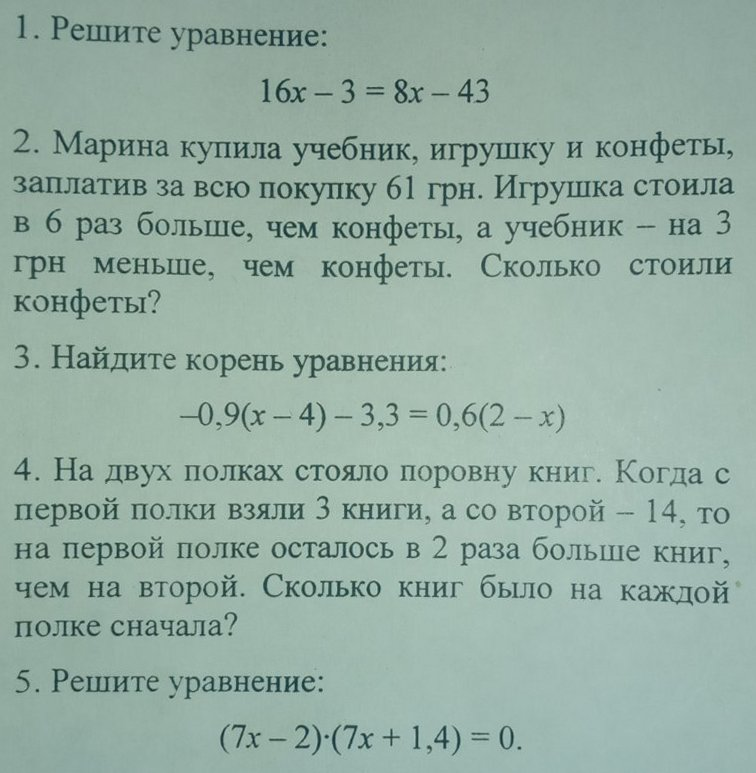 1. Решите уравнение:
16x – 3 = 8x – 43
2. Марина купила учебник, игрушку и конфеты,
заплатив за всю покупку 61 грн. Игрушка стоила
в 6 раз больше, чем конфеты, а учебник – на 3
грн меньше, чем конфеты. Сколько стоили
конфеты?
3. Найдите корень уравнения:
–0,9(x – 4) – 3,3 = 0,6(2 – x)
4. На двух полках стояло поровну книг. Когда с
первой полки взяли 3 книги, а со второй – 14, то
на первой полке осталось в 2 раза больше книг,
чем на второй. Сколько книг было на каждой
полке сначала?
5. Решите уравнение:
(7x – 2)·(7x + 1,4) = 0.